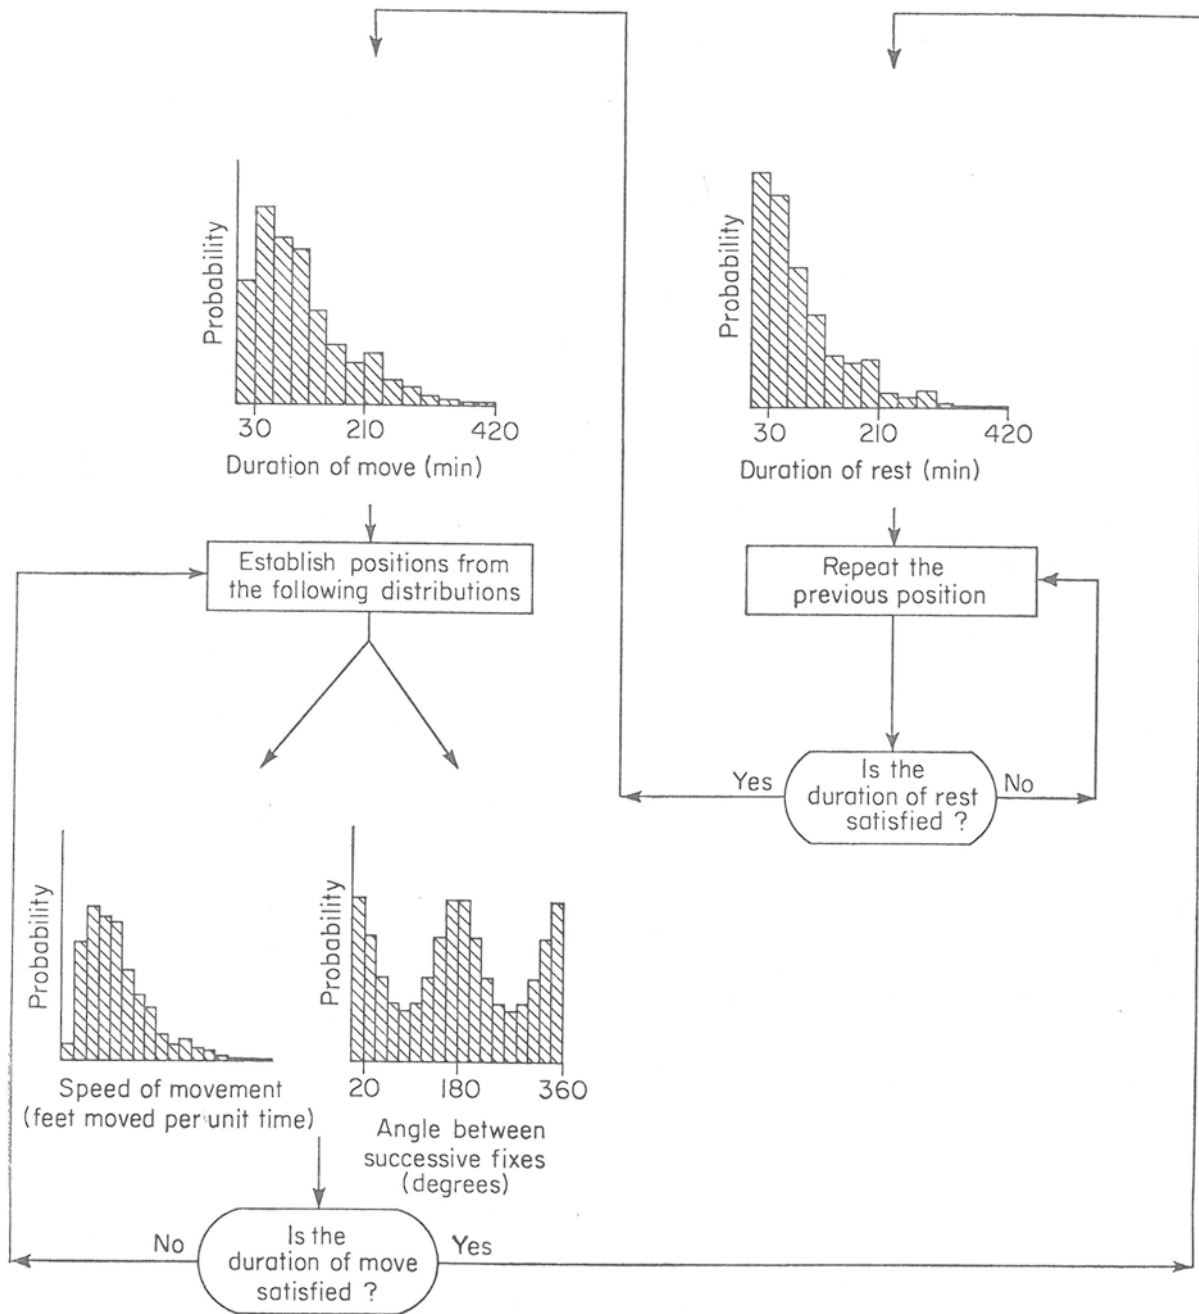 Probability
30 210 420
Duration of move (min)
Establish positions from
the following distributions
Probability
Speed of movement
(feet moved per unit time)
Probability
20 180 360
Angle between
successive fixes
(degrees)
No
Is the
duration of move
satisfied ?
Yes
Probability
30 210 420
Duration of rest (min)
Repeat the
previous position
Yes
Is the
duration of rest
satisfied ?
No